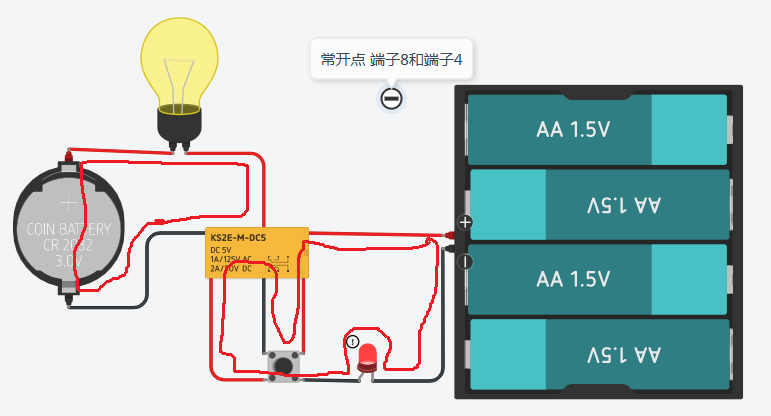 常开点 端子8和端子4
AA 1.5V
AA 1.5V
+
COIN BATTERY
CR 2032
3.0V
KS2E-M-DC5
DC 5V
1A/125V AC
2A/30V DC
AA 1.5V
AA 1.5V